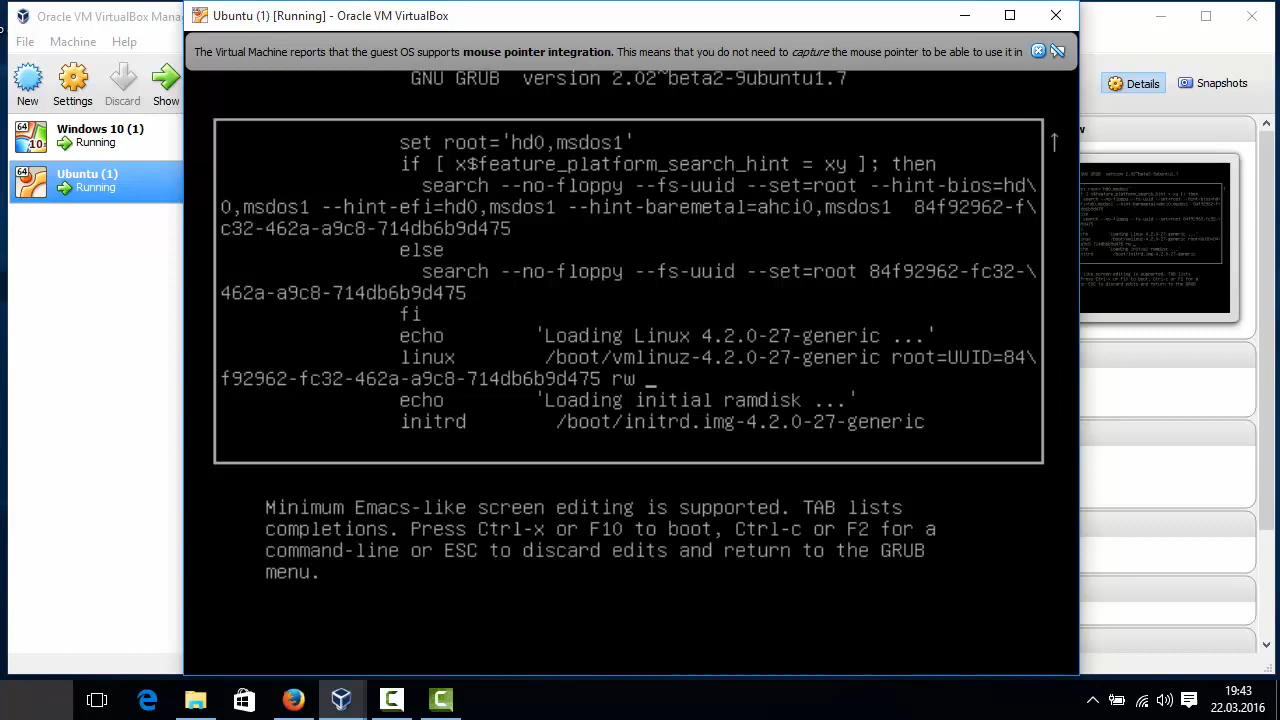 Oracle VM VirtualBox Mana
File Machine Help
New Settings Discard Show
Windows 10 (1)
Running
Ubuntu (1)
Running
Ubuntu (1) [Running] - Oracle VM VirtualBox
The Virtual Machine reports that the guest OS supports mouse pointer integration. This means that you do not need to capture the mouse pointer to be able to use it in
GNU GRUB version 2.02~beta2-9ubuntu1.7
set root='hd0,msdos1'
if [ x$feature_platform_search_hint = xy ]; then
search --no-floppy --fs-uuid --set=root --hint-bios=hd\
0,msdos1 --hint-efi=hd0,msdos1 --hint-baremetal=ahci0,msdos1 84f92962-f\
c32-462a-a9c8-714db6b9d475
else
search --no-floppy --fs-uuid --set=root 84f92962-fc32-\
462a-a9c8-714db6b9d475
fi
echo 'Loading Linux 4.2.0-27-generic ...'
linux /boot/vmlinuz-4.2.0-27-generic root=UUID=84\
f92962-fc32-462a-a9c8-714db6b9d475 rw _
echo 'Loading initial ramdisk ...'
initrd /boot/initrd.img-4.2.0-27-generic
Minimum Emacs-like screen editing is supported. TAB lists
completions. Press Ctrl-x or F10 to boot, Ctrl-c or F2 for a
command-line or ESC to discard edits and return to the GRUB
menu.
Details Snapshots
w
19:43
22.03.2016